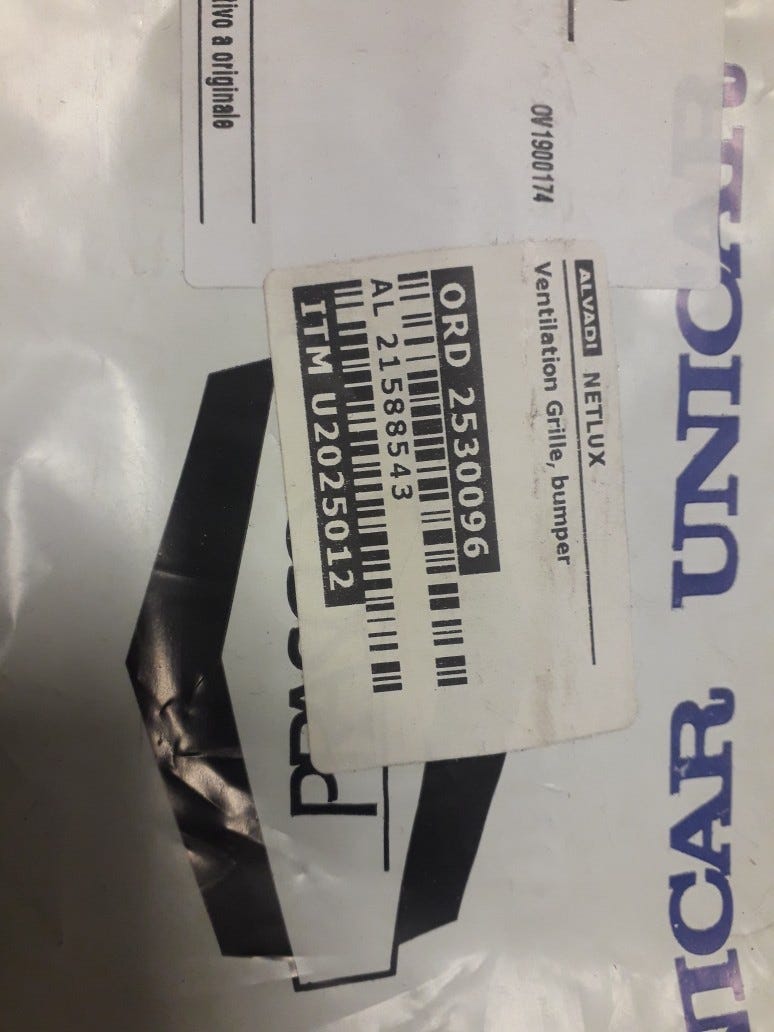 ivo a originale
OV1900174
ALVADI NETLUX
Ventilation Grille, bumper
ORD 2530096
AL 21588543
ITM U2025012
UNICAR
UNICAR